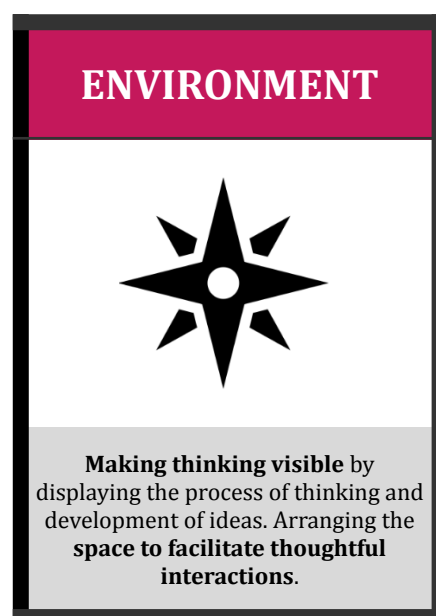 ENVIRONMENT
Making thinking visible by
displaying the process of thinking and
development of ideas. Arranging the
space to facilitate thoughtful
interactions.